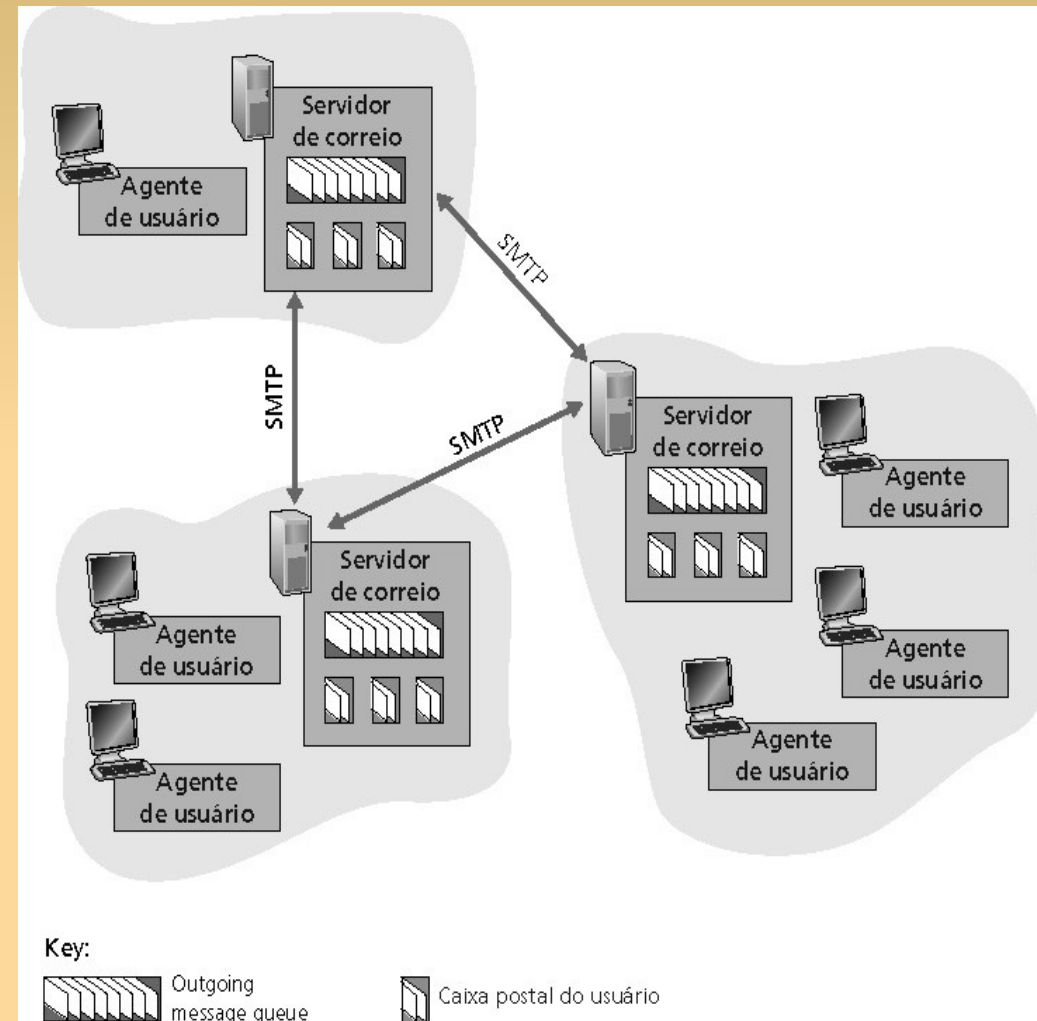 Servidor
de correio
Agente
de usuário
SMTP
SMTP
SMTP
Servidor
de correio
Agente
de usuário
Servidor
de correio
Agente
de usuário
Agente
de usuário
Agente
de usuário
Agente
de usuário
Key:
Outgoing
message queue
Caixa postal do usuário